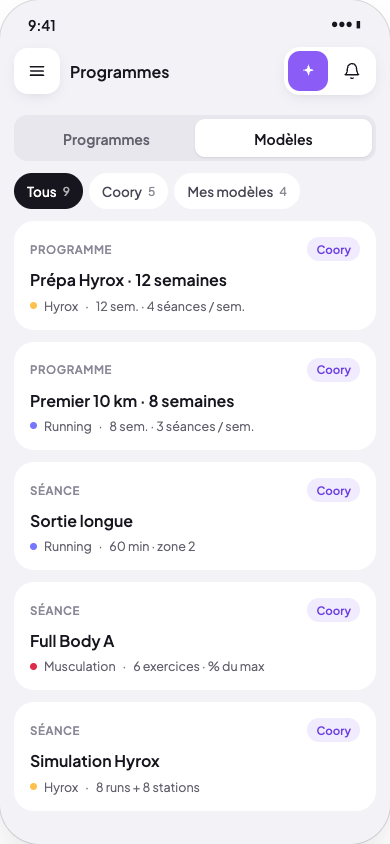 9:41
Programmes
Programmes Modèles
Tous 9 Coory 5 Mes modèles 4
PROGRAMME Coory
Prépa Hyrox · 12 semaines
Hyrox · 12 sem. · 4 séances / sem.
PROGRAMME Coory
Premier 10 km · 8 semaines
Running · 8 sem. · 3 séances / sem.
SÉANCE Coory
Sortie longue
Running · 60 min · zone 2
SÉANCE Coory
Full Body A
Musculation · 6 exercices · % du max
SÉANCE Coory
Simulation Hyrox
Hyrox · 8 runs + 8 stations